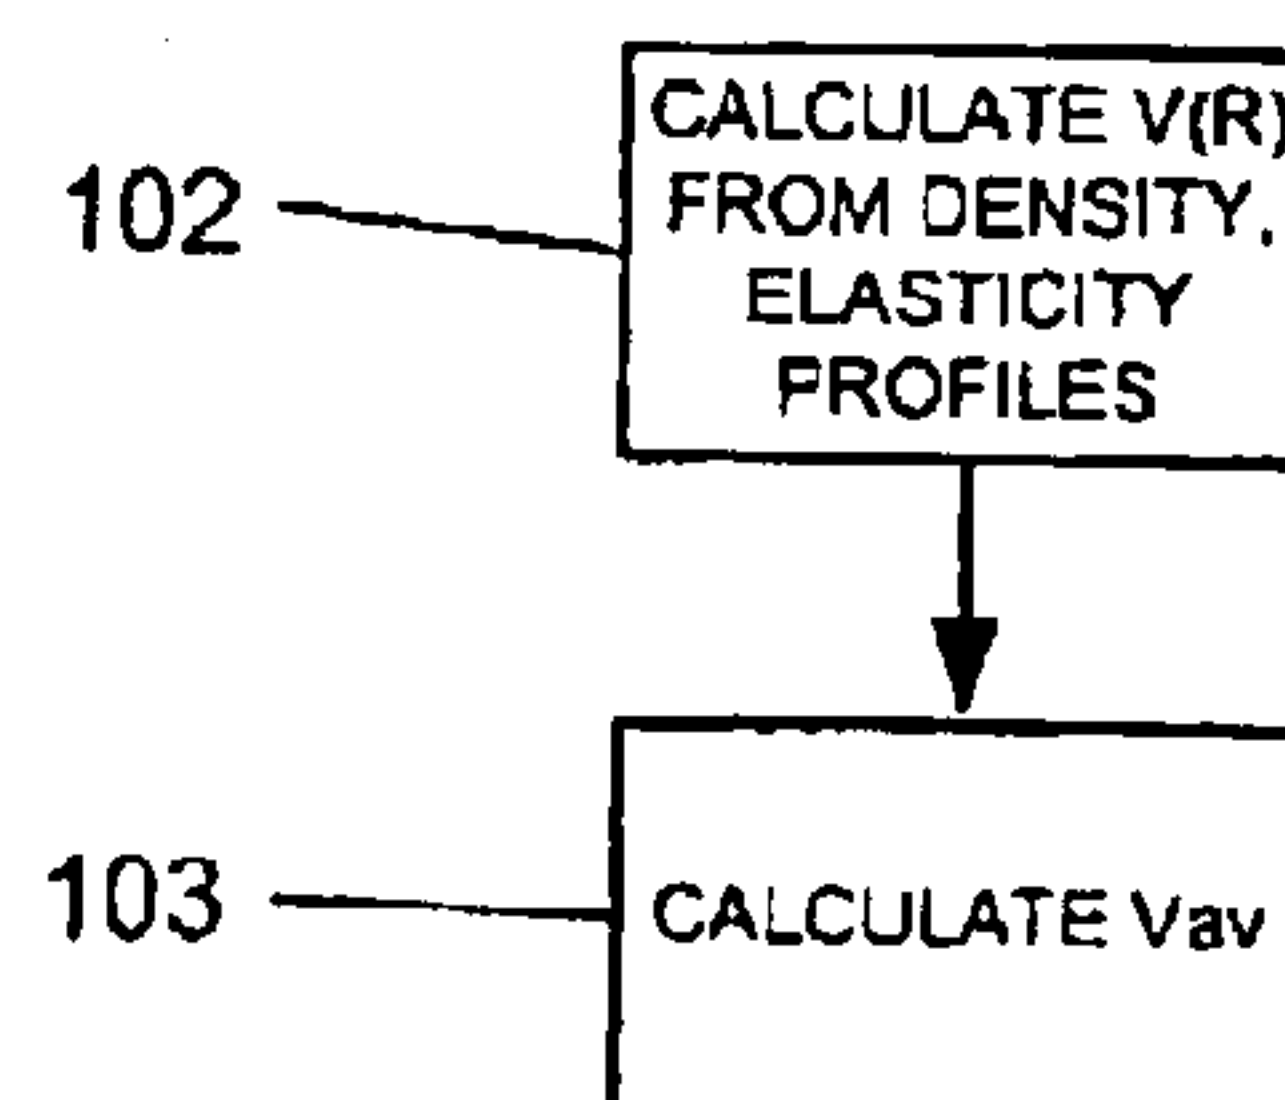 102
CALCULATE V(R)
FROM DENSITY,
ELASTICITY
PROFILES
103
CALCULATE Vav